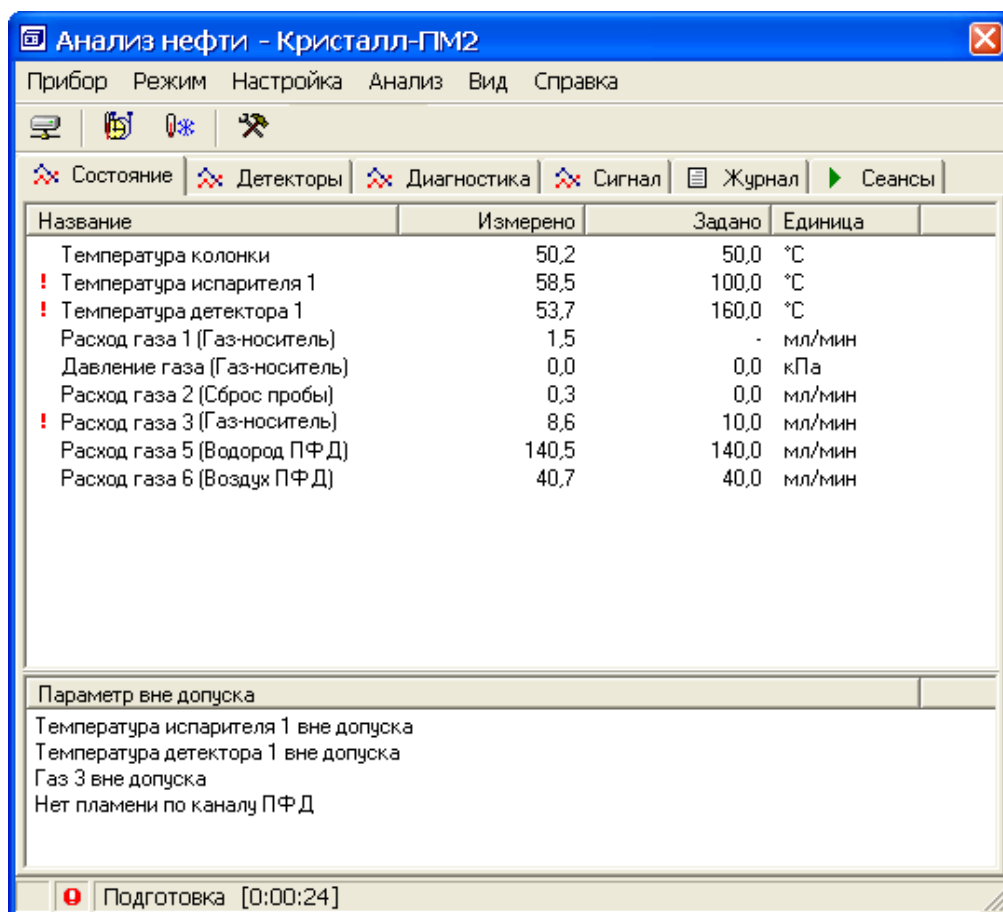 Анализ нефти - Кристалл-ПМ2
Прибор Режим Настройка Анализ Вид Справка
Состояние Детекторы Диагностика Сигнал Журнал Сеансы
Название Измерено Задано Единица
Температура колонки 50,2 50,0 °C
! Температура испарителя 1 58,5 100,0 °C
! Температура детектора 1 53,7 160,0 °C
Расход газа 1 (Газ-носитель) 1,5 - мл/мин
Давление газа (Газ-носитель) 0,0 0,0 кПа
Расход газа 2 (Сброс пробы) 0,3 0,0 мл/мин
! Расход газа 3 (Газ-носитель) 8,6 10,0 мл/мин
Расход газа 5 (Водород ПФД) 140,5 140,0 мл/мин
Расход газа 6 (Воздух ПФД) 40,7 40,0 мл/мин
Параметр вне допуска
Температура испарителя 1 вне допуска
Температура детектора 1 вне допуска
Газ 3 вне допуска
Нет пламени по каналу ПФД
Подготовка [0:00:24]